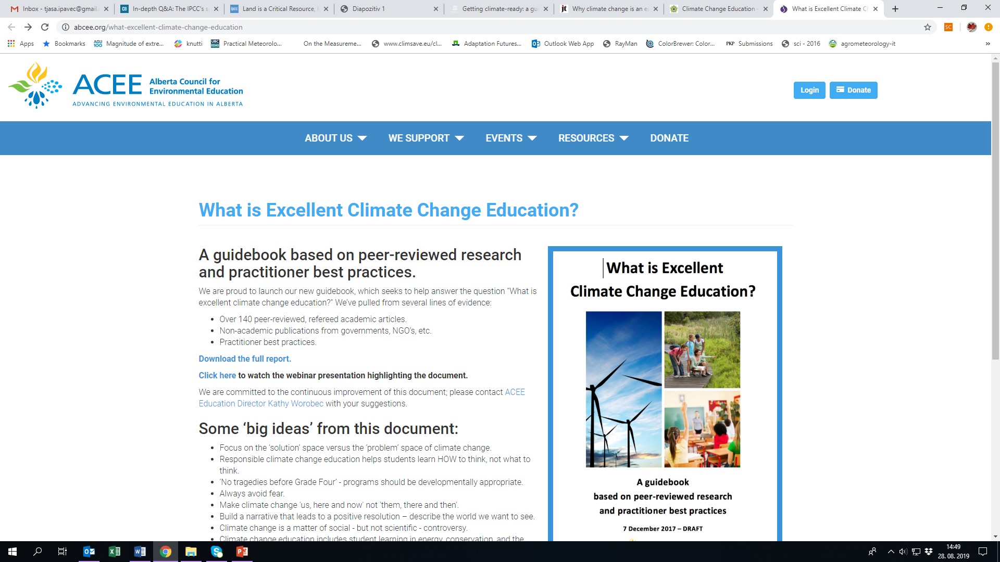 Inbox - tjasa.ipavec@gmail.
In-depth Q&A: The IPCC's s
Land is a Critical Resource,
Diapozitiv 1
Getting climate-ready: a gu
Why climate change is an e
Climate Change Education -
What is Excellent Climate C
abcee.org/what-excellent-climate-change-education
SC
Apps
Bookmarks
Magnitude of extre...
knutti
Practical Meteorolo...
On the Measureme...
www.climsave.eu/cl...
Adaptation Futures...
Outlook Web App
RayMan
ColorBrewer: Color...
PKP Submissions
sci - 2016
agrometeorology-it
»
ACEE Alberta Council for
Environmental Education
ADVANCING ENVIRONMENTAL EDUCATION IN ALBERTA
Login
Donate
ABOUT US
WE SUPPORT
EVENTS
RESOURCES
DONATE
What is Excellent Climate Change Education?
A guidebook based on peer-reviewed research
and practitioner best practices.
We are proud to launch our new guidebook, which seeks to help answer the question “What is
excellent climate change education?” We’ve pulled from several lines of evidence:
• Over 140 peer-reviewed, refereed academic articles.
• Non-academic publications from governments, NGO’s, etc.
• Practitioner best practices.
Download the full report.
Click here to watch the webinar presentation highlighting the document.
We are committed to the continuous improvement of this document; please contact ACEE
Education Director Kathy Worobec with your suggestions.
Some ‘big ideas’ from this document:
• Focus on the ‘solution’ space versus the ‘problem’ space of climate change.
• Responsible climate change education helps students learn HOW to think, not what to
think.
• ‘No tragedies before Grade Four’ - programs should be developmentally appropriate.
• Always avoid fear.
• Make climate change ‘us, here and now’ not ‘them, there and then’.
• Build a narrative that leads to a positive resolution – describe the world we want to see.
• Climate change is a matter of social - but not scientific - controversy.
• Climate change education includes student learning in energy, conservation, and the
What is Excellent
Climate Change Education?
A guidebook
based on peer-reviewed research
and practitioner best practices
7 December 2017 – DRAFT
14:49
28. 08. 2019